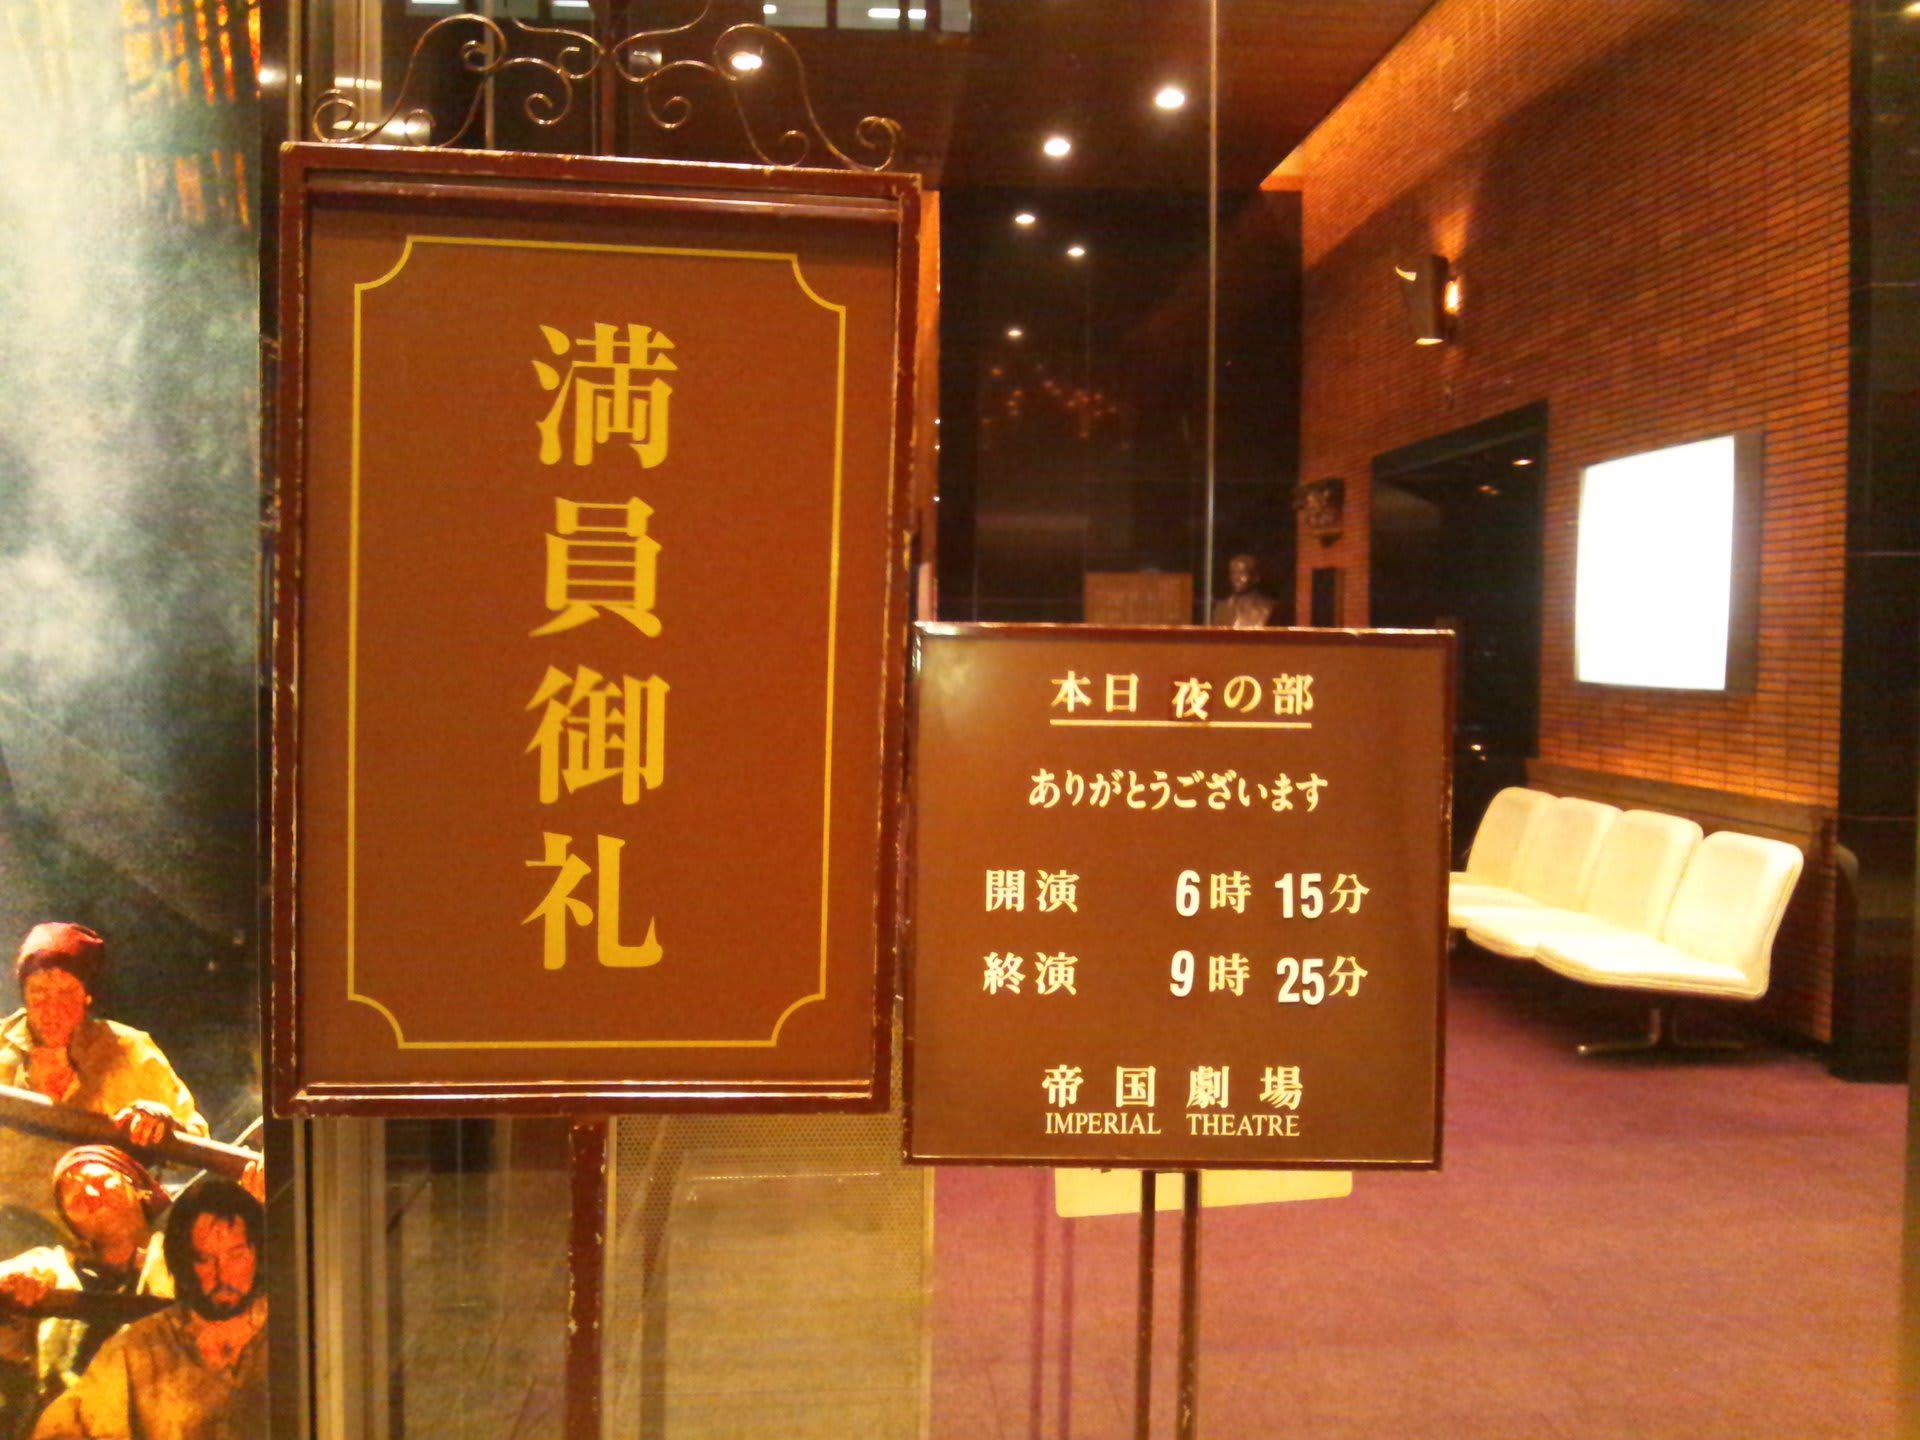 満員御礼
本日 夜の部
ありがとうございます
開演 6時 15分
終演 9時 25分
帝国劇場
IMPERIAL THEATRE